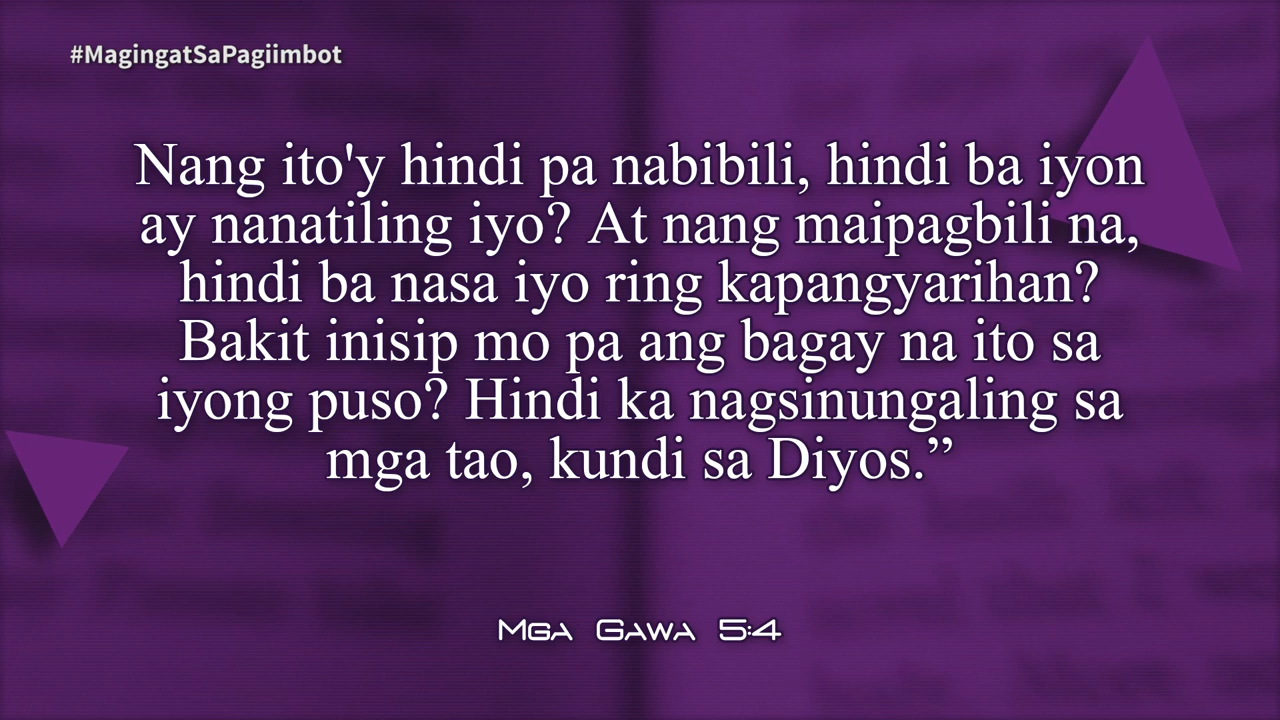 #MagingatSaPagiimbot
Nang ito'y hindi pa nabibili, hindi ba iyon
ay nanatiling iyo? At nang maipagbili na,
hindi ba nasa iyo ring kapangyarihan?
Bakit inisip mo pa ang bagay na ito sa
iyong puso? Hindi ka nagsinungaling sa
mga tao, kundi sa Diyos.”
Mga Gawa 5:4